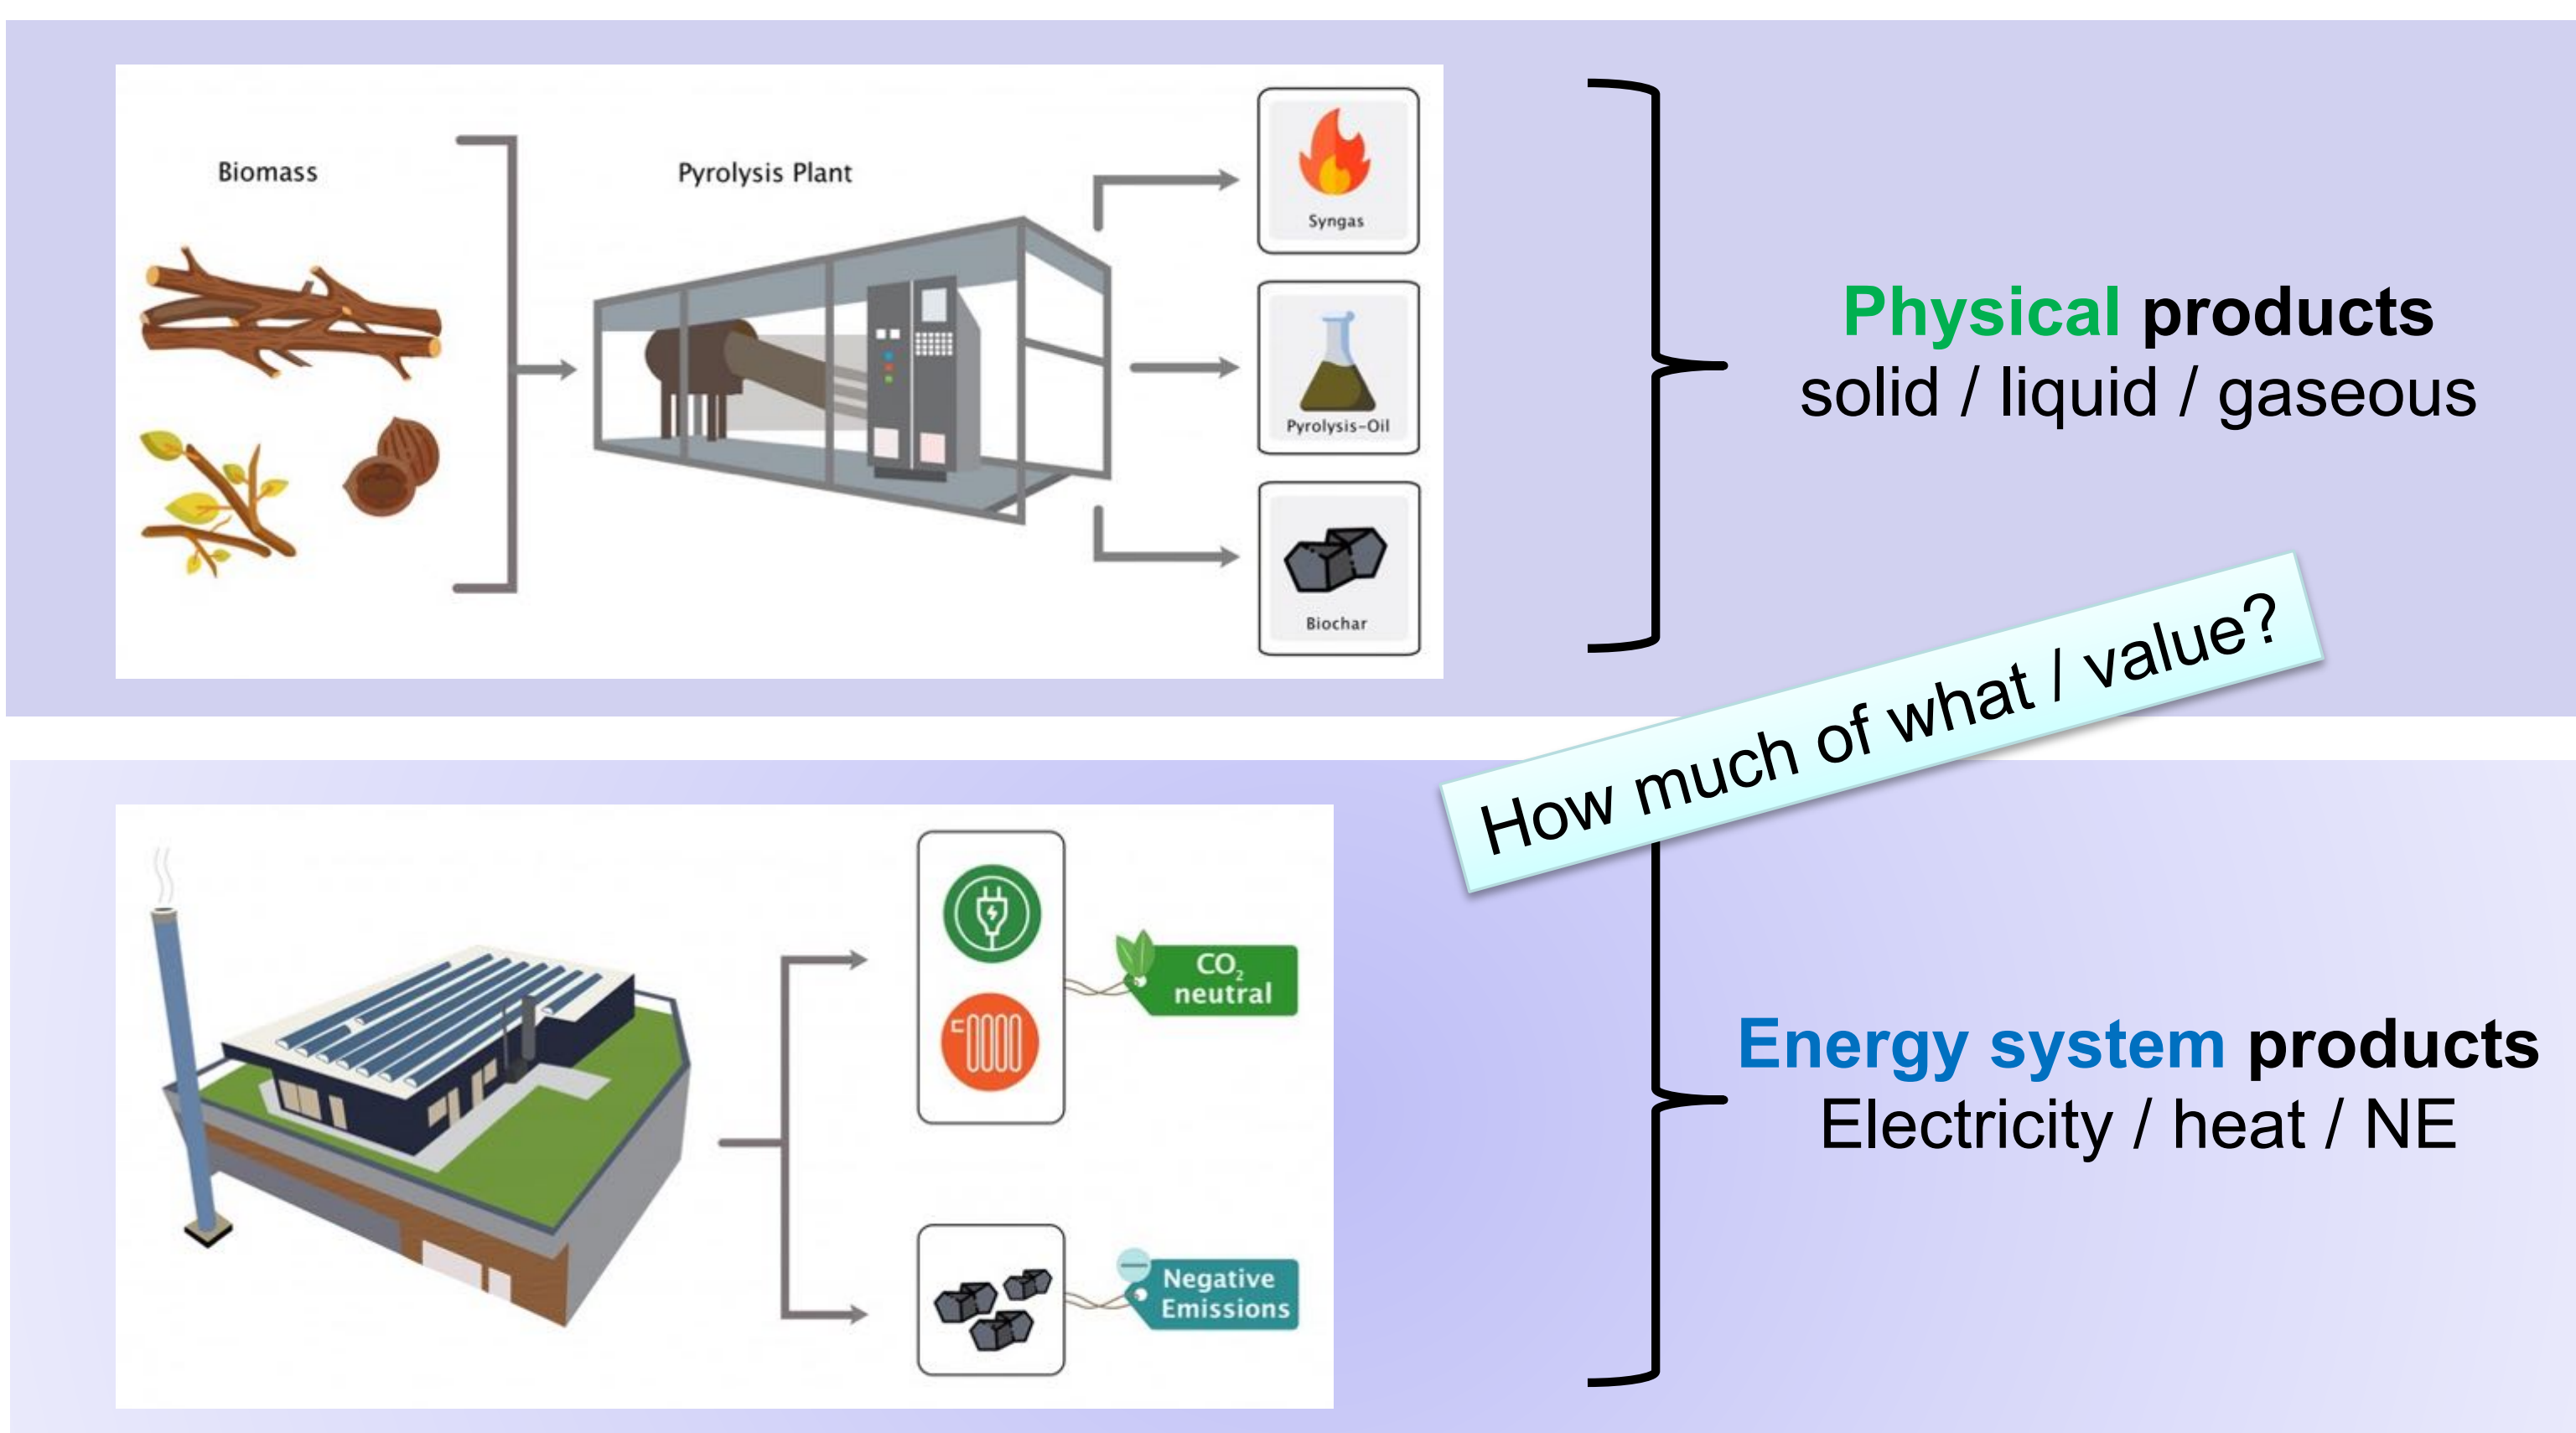 Biomass
Pyrolysis Plant
Syngas
Pyrolysis-Oil
Biochar
Physical products
solid / liquid / gaseous
How much of what / value?
CO₂
neutral
Negative
Emissions
Energy system products
Electricity / heat / NE